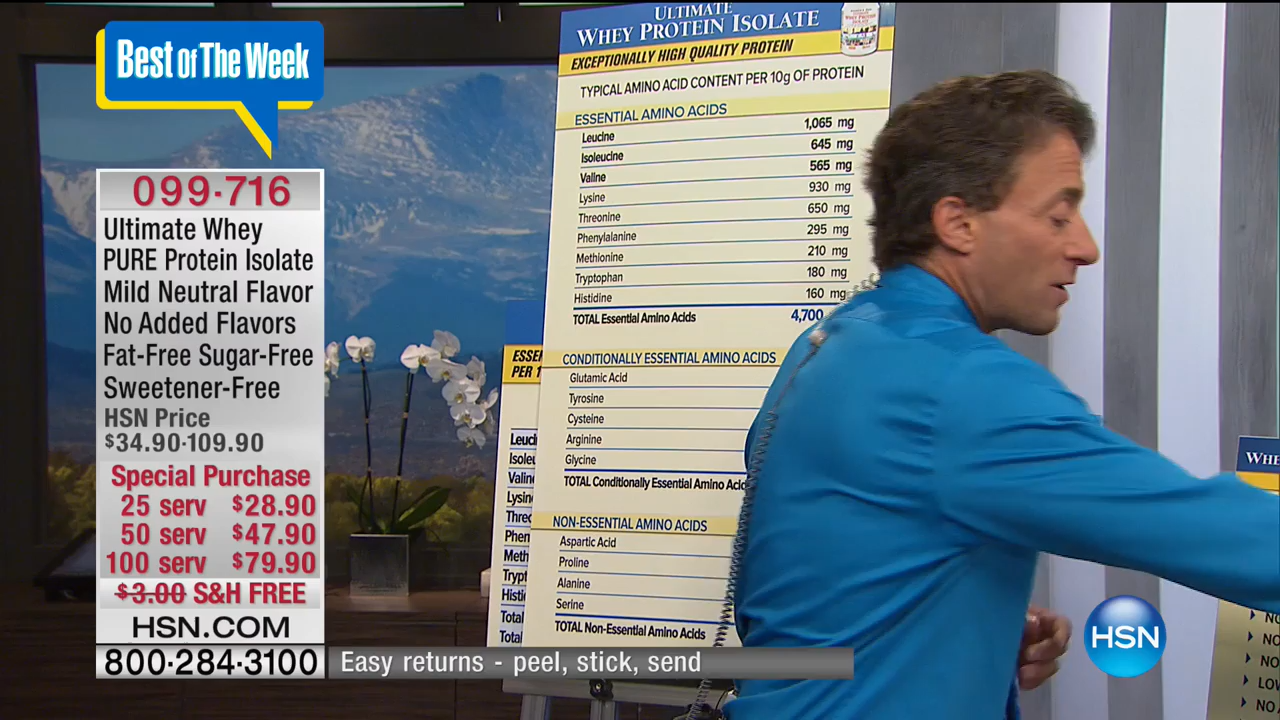 Best Of The Week
099-716
Ultimate Whey
PURE Protein Isolate
Mild Neutral Flavor
No Added Flavors
Fat-Free Sugar-Free
Sweetener-Free
HSN Price
$34.90-109.90
Special Purchase
25 serv $28.90
50 serv $47.90
100 serv $79.90
$3.00 S&H FREE
HSN.COM
800-284-3100
Easy returns - peel, stick, send
ULTIMATE
WHEY PROTEIN ISOLATE
EXCEPTIONALLY HIGH QUALITY PROTEIN
TYPICAL AMINO ACID CONTENT PER 10g OF PROTEIN
ESSENTIAL AMINO ACIDS
Leucine 1,065 mg
Isoleucine 645 mg
Valine 565 mg
Lysine 930 mg
Threonine 650 mg
Phenylalanine 295 mg
Methionine 210 mg
Tryptophan 180 mg
Histidine 160 mg
TOTAL Essential Amino Acids 4,700
CONDITIONALLY ESSENTIAL AMINO ACIDS
Glutamic Acid
Tyrosine
Cysteine
Arginine
Glycine
TOTAL Conditionally Essential Amino Acid
NON-ESSENTIAL AMINO ACIDS
Aspartic Acid
Proline
Alanine
Serine
TOTAL Non-Essential Amino Acids
HSN